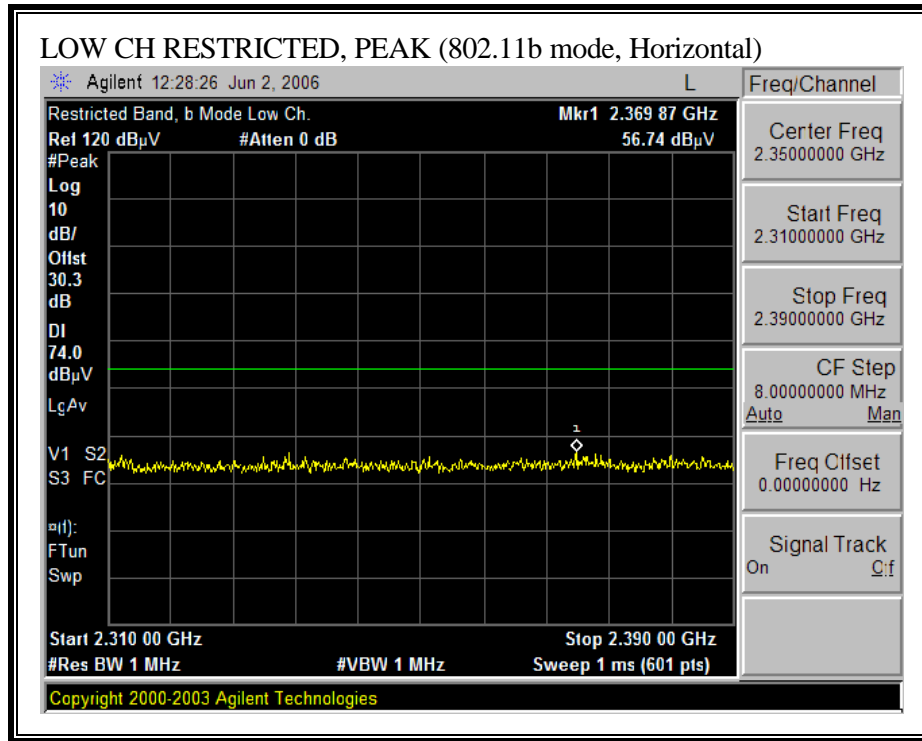 LOW CH RESTRICTED, PEAK (802.11b mode, Horizontal)
Agilent 12:28:26 Jun 2, 2006 L
Freq/Channel
Restricted Band, b Mode Low Ch. Mkr1 2.369 87 GHz
Ref 120 dBµV #Atten 0 dB 56.74 dBµV
#Peak
Log
10
dB/
Offst
30.3
dB
DI
74.0
dBµV
LgAv
1
V1 S2
S3 FC
¤(f):
FTun
Swp
Start 2.310 00 GHz Stop 2.390 00 GHz
#Res BW 1 MHz #VBW 1 MHz Sweep 1 ms (601 pts)
Copyright 2000-2003 Agilent Technologies
Center Freq
2.35000000 GHz
Start Freq
2.31000000 GHz
Stop Freq
2.39000000 GHz
CF Step
8.00000000 MHz
Auto Man
Freq Offset
0.00000000 Hz
Signal Track
On Off